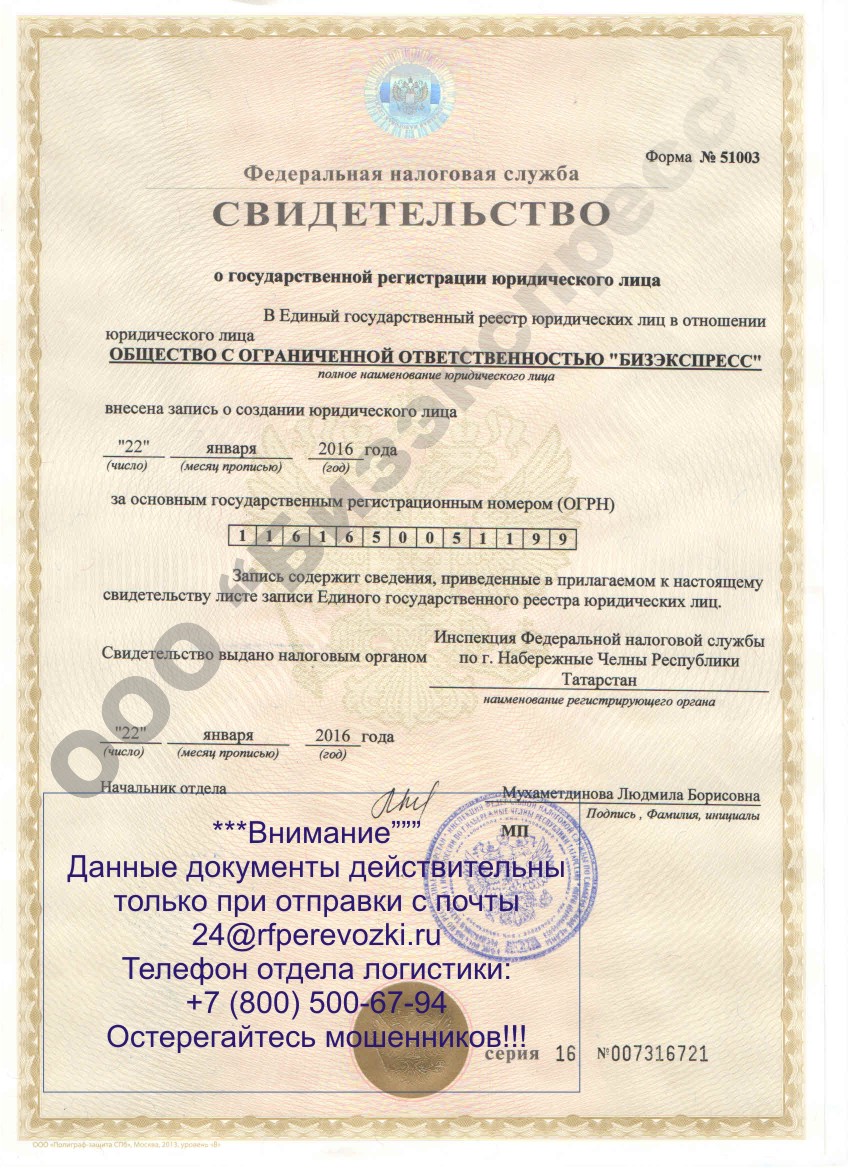 Форма № 51003
Федеральная налоговая служба
СВИДЕТЕЛЬСТВО
о государственной регистрации юридического лица
В Единый государственный реестр юридических лиц в отношении
юридического лица
ОБЩЕСТВО С ОГРАНИЧЕННОЙ ОТВЕТСТВЕННОСТЬЮ "БИЗЭКСПРЕСС"
полное наименование юридического лица
внесена запись о создании юридического лица
"22" января 2016 года
(число) (месяц прописью) (год)
за основным государственным регистрационным номером (ОГРН)
1 1 6 1 6 5 0 0 5 1 1 9 9
Запись содержит сведения, приведенные в прилагаемом к настоящему
свидетельству листе записи Единого государственного реестра юридических лиц.
Свидетельство выдано налоговым органом
Инспекция Федеральной налоговой службы
по г. Набережные Челны Республики
Татарстан
наименование регистрирующего органа
"22" января 2016 года
(число) (месяц прописью) (год)
Начальник отдела
Мухаметдинова Людмила Борисовна
Подпись , Фамилия, инициалы
МП
***Внимание”””
Данные документы действительны
только при отправки с почты
24@rfperevozki.ru
Телефон отдела логистики:
+7 (800) 500-67-94
Остерегайтесь мошенников!!!
серия 16 №007316721
ООО «Полиграф-защита СПб», Москва, 2013, уровень «В»
ООО “Бизэкспресс”